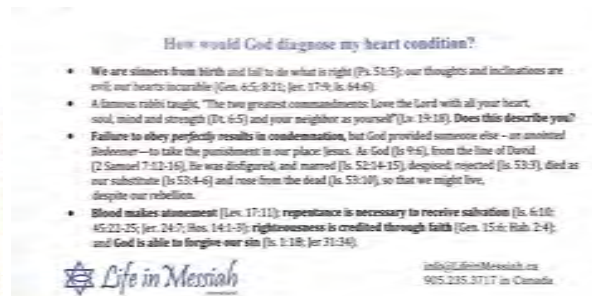 How would God diagnose my heart condition?
• We are sinners from birth and fail to do what is right (Ps. 51:5); our thoughts and inclinations are
evil; our hearts incurable (Gen. 6:5; 8:21; Jer. 17:9; Is. 64:6).
• A famous rabbi taught, "The two greatest commandments: Love the Lord with all your heart,
soul, mind and strength (Dt. 6:5) and your neighbor as yourself" (Lv. 19:18). Does this describe you?
• Failure to obey perfectly results in condemnation, but God provided someone else – an anointed
Redeemer—to take the punishment in our place: Jesus. As God (Is 9:6), from the line of David
(2 Samuel 7:12-16), He was disfigured, and marred (Is. 52:14-15), despised, rejected (Is. 53:3), died as
our substitute (Is 53:4-6) and rose from the dead (Is. 53:10), so that we might live,
despite our rebellion.
• Blood makes atonement (Lev. 17:11); repentance is necessary to receive salvation (Is. 6:10;
45:22-25; Jer. 24:7; Hos. 14:1-3); righteousness is credited through faith (Gen. 15:6; Hab. 2:4);
and God is able to forgive our sin (Is. 1:18; Jer 31:34).
Life in Messiah
info@LifeinMessiah.ca
905.235.3717 in Canada